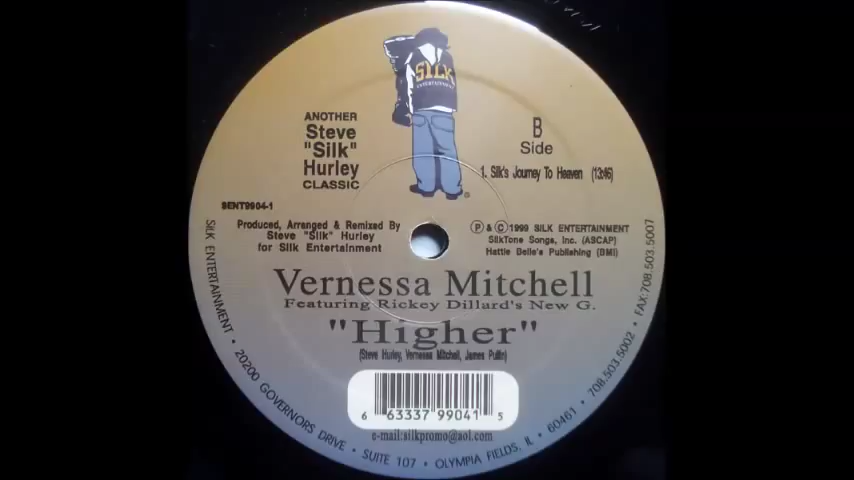 SILK
ENTERTAINMENT
ANOTHER
Steve
"Silk"
Hurley
CLASSIC
B
Side
1. Silk's Journey To Heaven (13:46)
SENT9904-1
Produced, Arranged & Remixed By
Steve "Silk" Hurley
for Silk Entertainment
Ⓟ & Ⓒ 1999 SILK ENTERTAINMENT
SilkTone Songs, Inc. (ASCAP)
Hattie Belle's Publishing (BMI)
Vernessa Mitchell
Featuring Rickey Dillard's New G.
"Higher"
(Steve Hurley, Vernessa Mitchell, James Pullin)
6 63337 99041 5
e-mail:silkpromo@aol.com
SILK ENTERTAINMENT • 20200 GOVERNORS DRIVE • SUITE 107 • OLYMPIA FIELDS, IL • 60461 • 708.503.5002 • FAX:708.503.5007